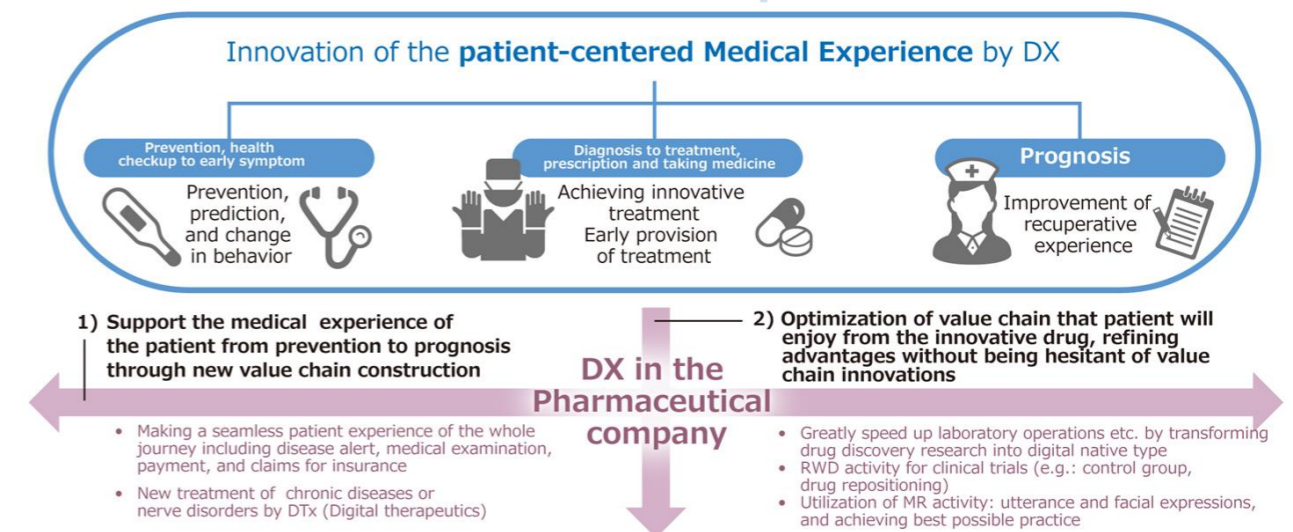 Innovation of the patient-centered Medical Experience by DX
Prevention, health
checkup to early symptom
Prevention,
prediction,
and change
in behavior
Diagnosis to treatment,
prescription and taking medicine
Achieving innovative
treatment
Early provision
of treatment
Prognosis
Improvement of
recuperative
experience
1) Support the medical experience of
the patient from prevention to prognosis
through new value chain construction
2) Optimization of value chain that patient will
enjoy from the innovative drug, refining
advantages without being hesitant of value
chain innovations
DX in the
Pharmaceutical
company
• Making a seamless patient experience of the whole
journey including disease alert, medical examination,
payment, and claims for insurance
• New treatment of chronic diseases or
nerve disorders by DTx (Digital therapeutics)
• Greatly speed up laboratory operations etc. by transforming
drug discovery research into digital native type
• RWD activity for clinical trials (e.g.: control group,
drug repositioning)
• Utilization of MR activity: utterance and facial expressions,
and achieving best possible practice